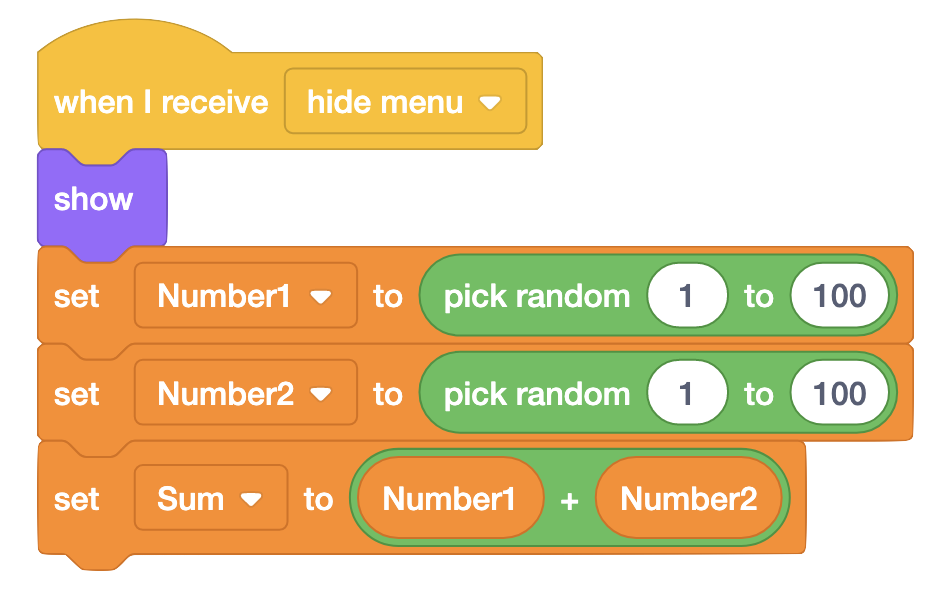 when I receive hide menu
show
set Number1 to pick random 1 to 100
set Number2 to pick random 1 to 100
set Sum to Number1 + Number2